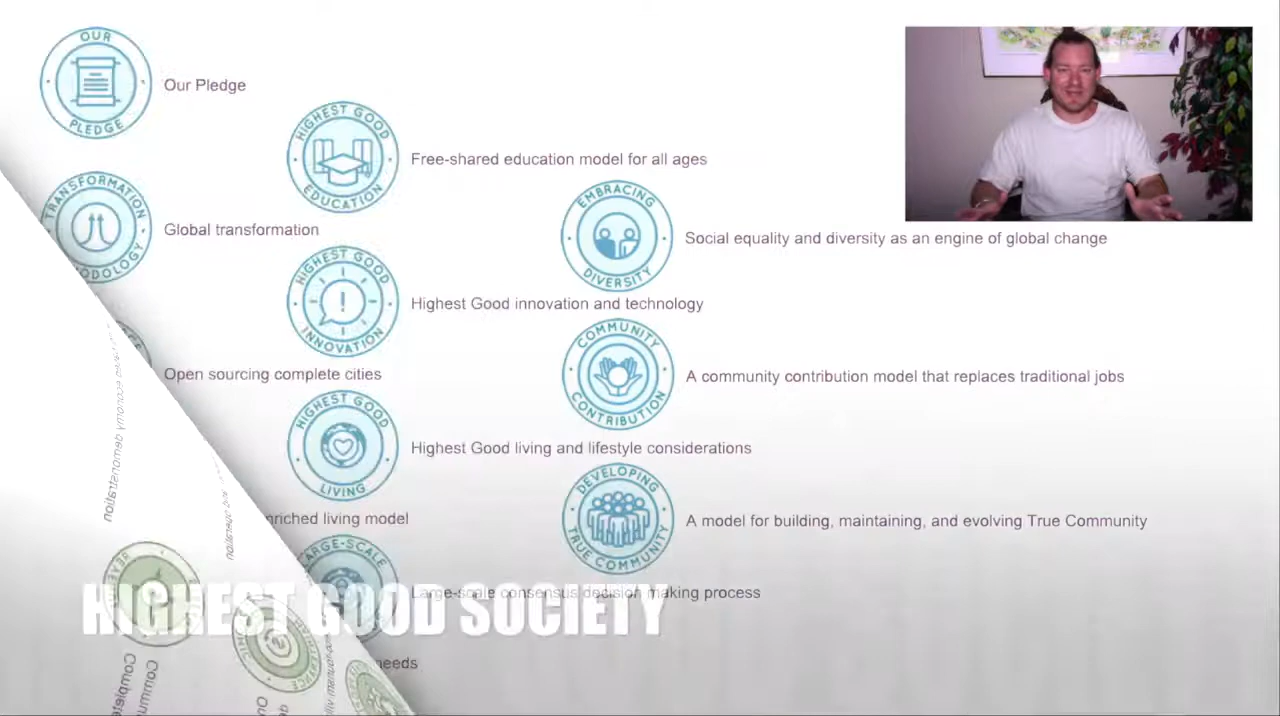 OUR
PLEDGE
Our Pledge
HIGHEST GOOD
EDUCATION
Free-shared education model for all ages
TRANSFORMATION
Global transformation
EMBRACING
DIVERSITY
Social equality and diversity as an engine of global change
HIGHEST GOOD
INNOVATION
Highest Good innovation and technology
Open sourcing complete cities
COMMUNITY
CONTRIBUTION
A community contribution model that replaces traditional jobs
HIGHEST GOOD
LIVING
Highest Good living and lifestyle considerations
living model
DEVELOPING
TRUE COMMUNITY
A model for building, maintaining, and evolving True Community
LARGE-SCALE
Large-scale consensus decision making process
HIGHEST GOOD SOCIETY
needs